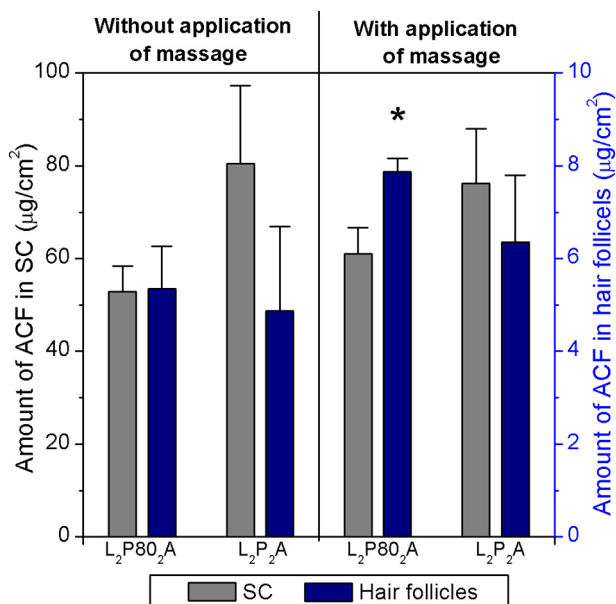 Without application
of massage
With application
of massage
Amount of ACF in SC (µg/cm²)
100
80
60
40
20
0
*
10
8
6
4
2
0
Amount of ACF in hair follicels (µg/cm²)
L₂P80₂A
L₂P₂A
L₂P80₂A
L₂P₂A
SC
Hair follicles